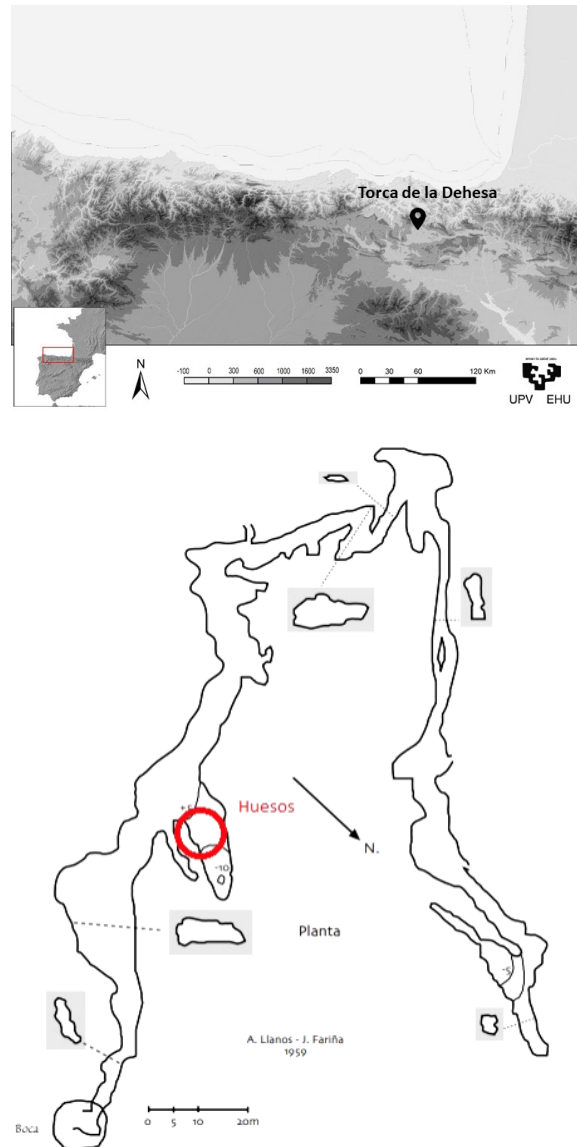 Torca de la Dehesa
N
-100 0 300 600 1000 1600 3350
0 15 30 60 120 Km
UPV EHU
+5
Huesos
-10
N.
Planta
-5
A. Llanos - J. Fariña
1959
Boca
0 5 10 20m